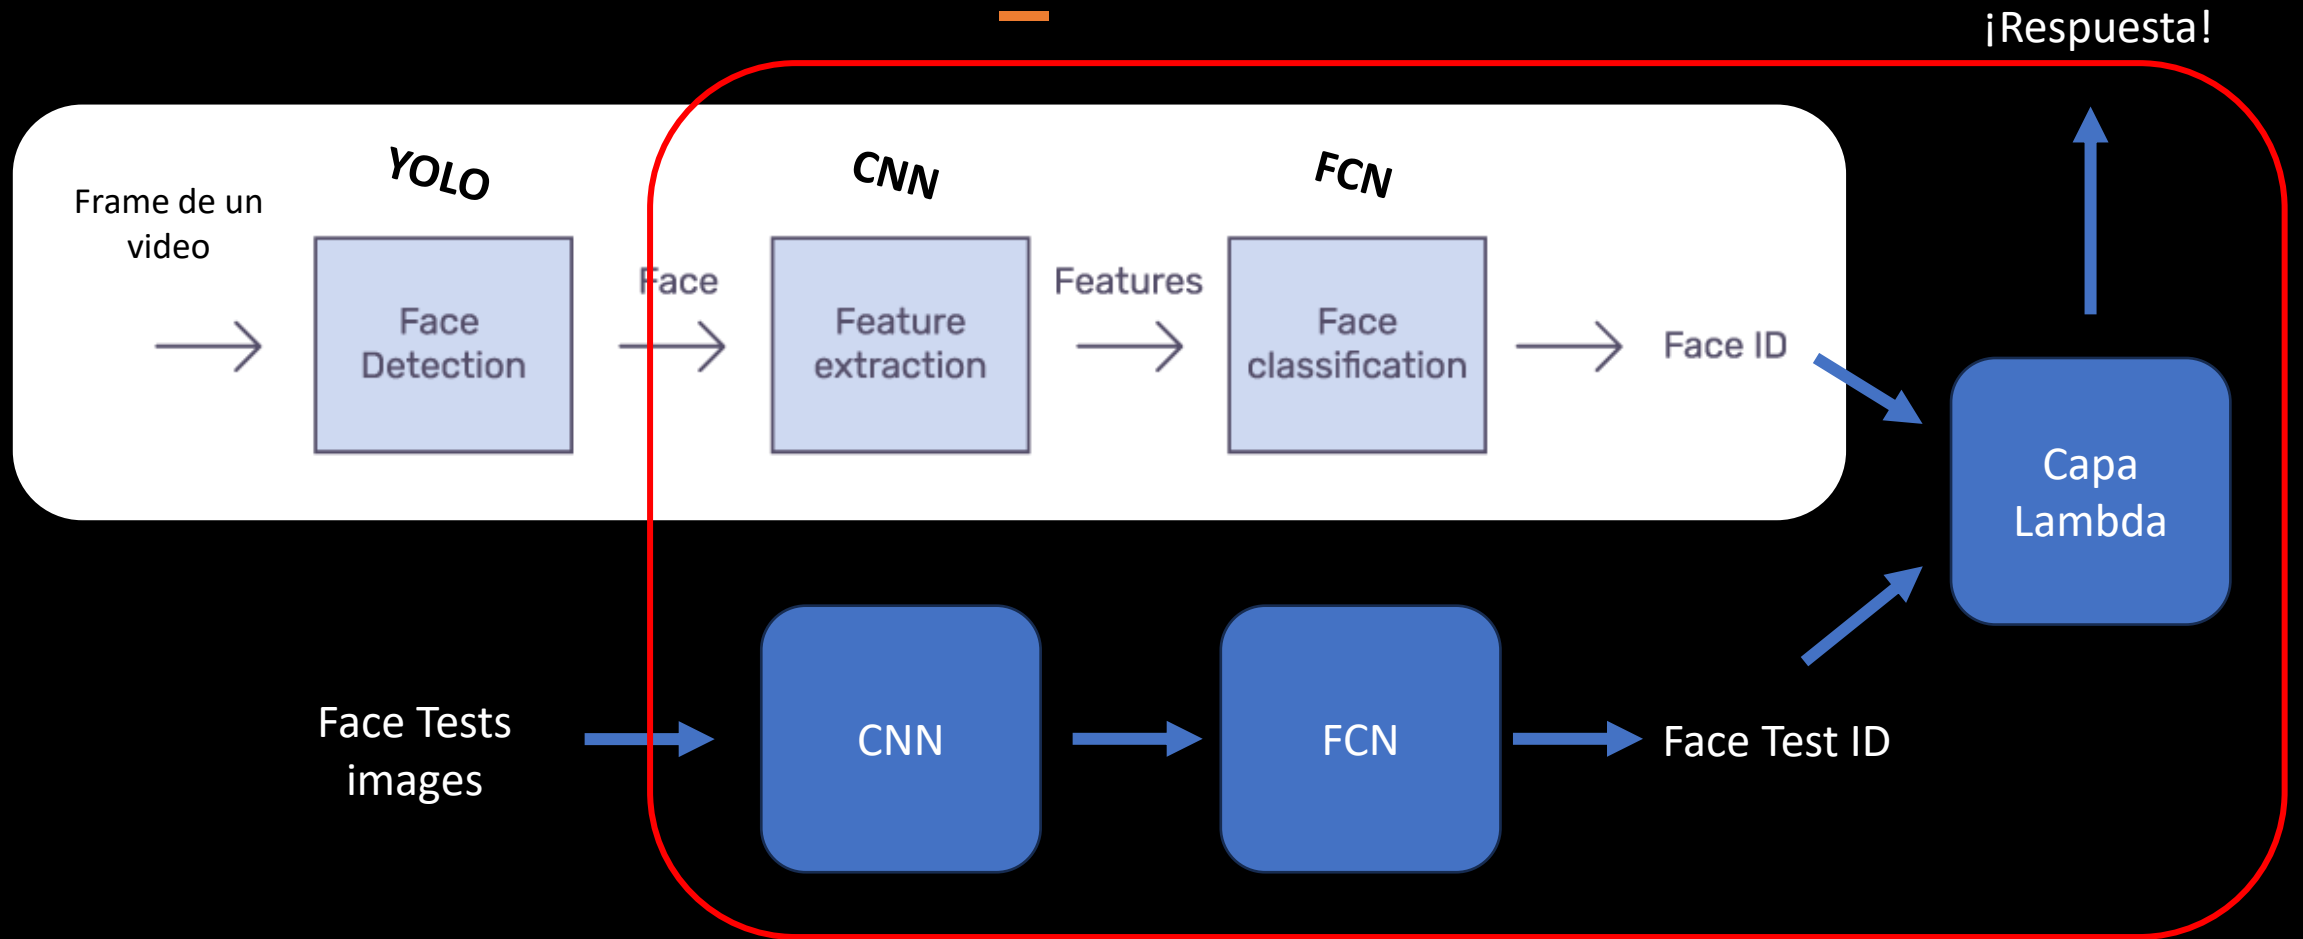 ¡Respuesta!
YOLO
CNN
FCN
Frame de un
video
Face
Detection
Face
Feature
extraction
Features
Face
classification
Face ID
Capa
Lambda
Face Tests
images
CNN
FCN
Face Test ID